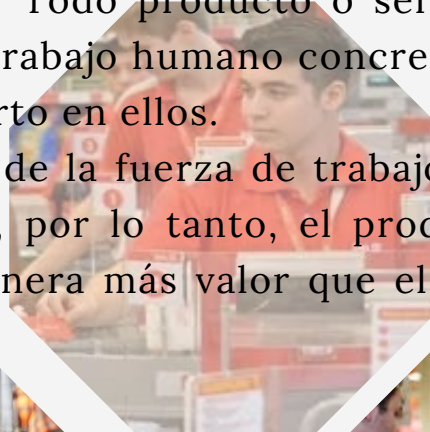 Todo producto o ser
rabajo humano concre
rto en ellos.
de la fuerza de trabajo
, por lo tanto, el prod
nera más valor que el